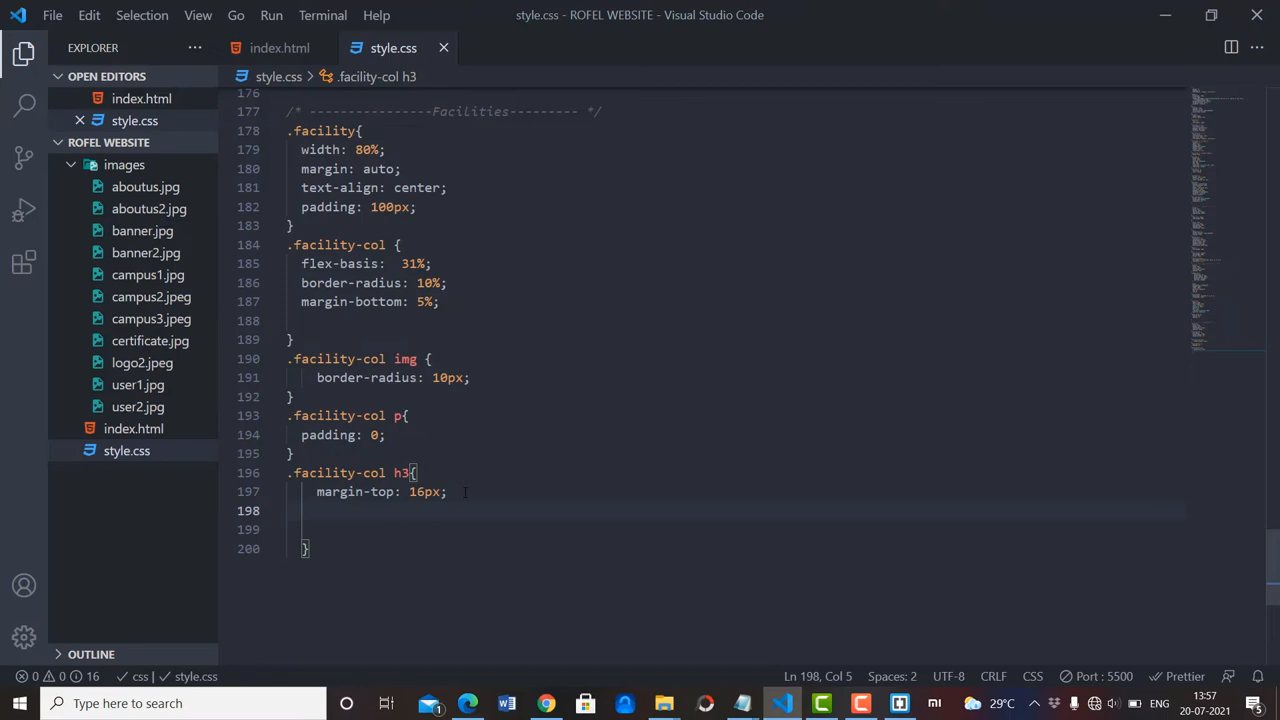 File Edit Selection View Go Run Terminal Help
style.css - ROFEL WEBSITE - Visual Studio Code
EXPLORER
OPEN EDITORS
index.html
style.css
ROFEL WEBSITE
images
aboutus.jpg
aboutus2.jpg
banner.jpg
banner2.jpg
campus1.jpg
campus2.jpeg
campus3.jpeg
certificate.jpg
logo2.jpeg
user1.jpg
user2.jpg
index.html
style.css
OUTLINE
index.html style.css
style.css > .facility-col h3
176
177 /* ----------------Facilities--------- */
178 .facility{
179 width: 80%;
180 margin: auto;
181 text-align: center;
182 padding: 100px;
183 }
184 .facility-col {
185 flex-basis:  31%;
186 border-radius: 10%;
187 margin-bottom: 5%;
188
189 }
190 .facility-col img {
191 border-radius: 10px;
192 }
193 .facility-col p{
194 padding: 0;
195 }
196 .facility-col h3{
197 margin-top: 16px;
198
199
200 }
0 0 16 css | style.css
Ln 198, Col 5 Spaces: 2 UTF-8 CRLF CSS Port : 5500 Prettier
Type here to search
1
29°C ENG 13:57
20-07-2021
5